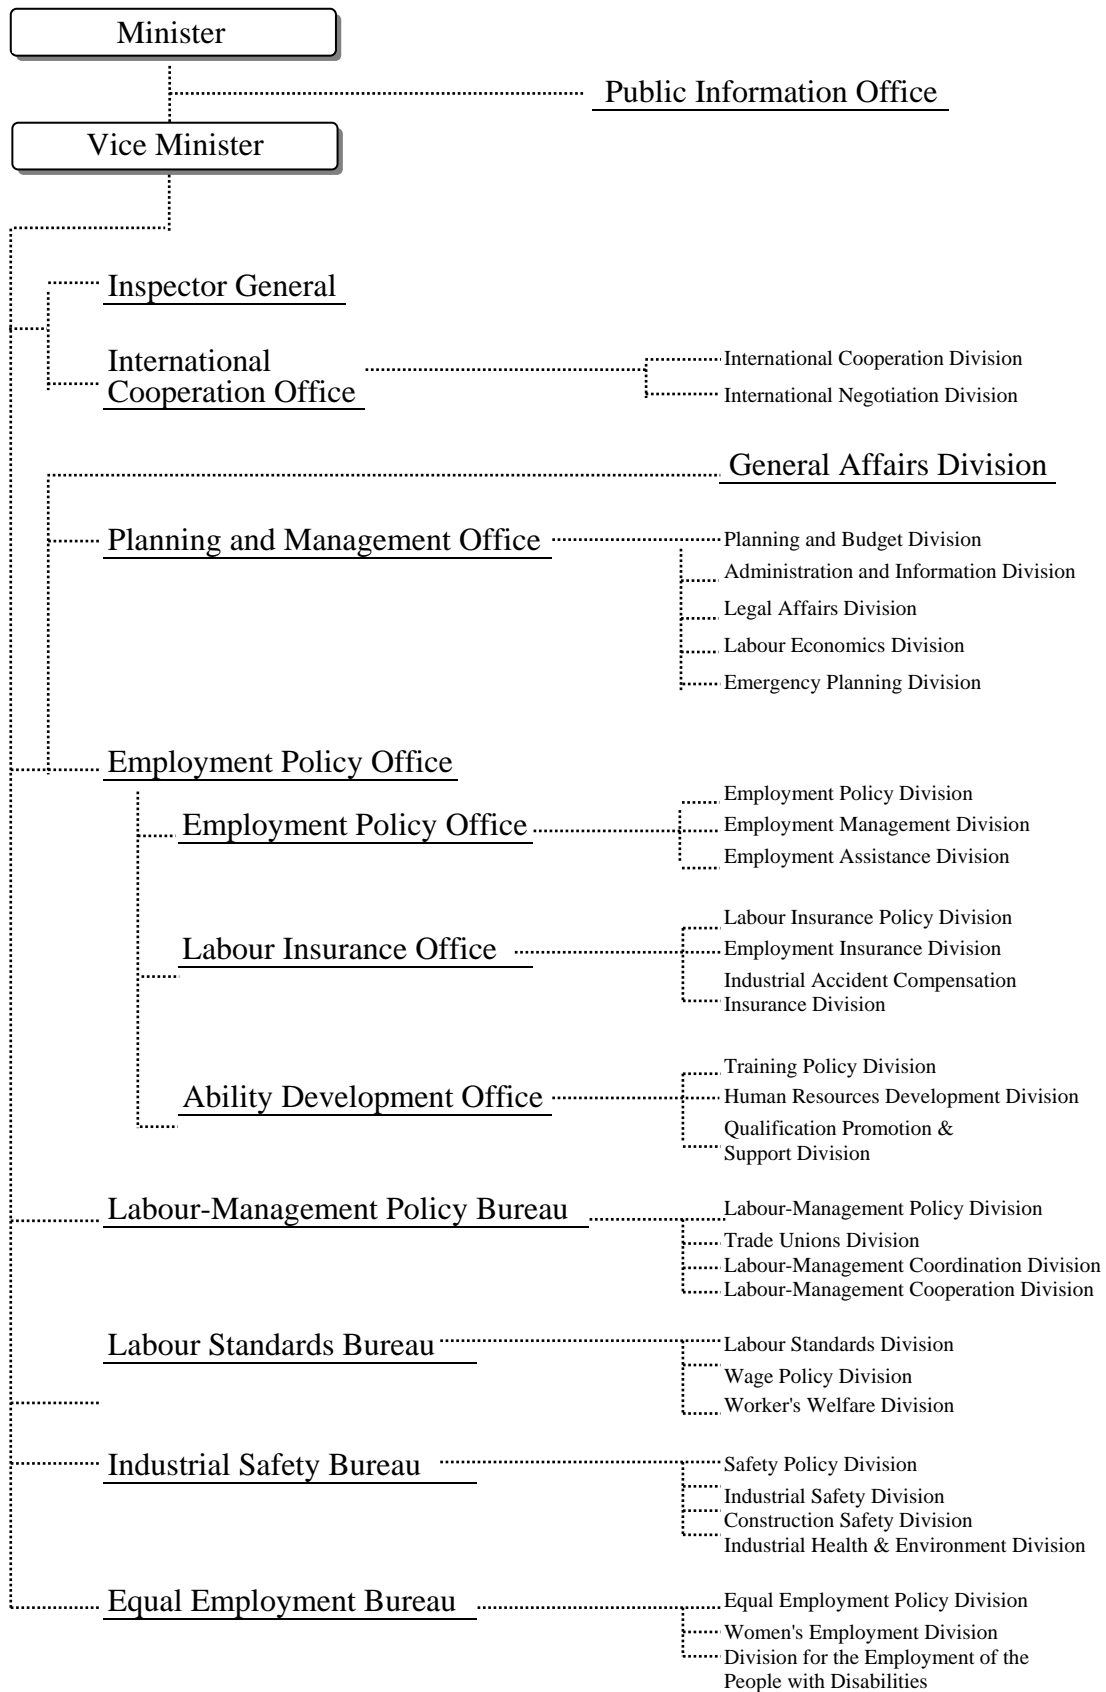 Minister
Public Information Office
Vice Minister
Inspector General
International
Cooperation Office
International Cooperation Division
International Negotiation Division
General Affairs Division
Planning and Management Office
Planning and Budget Division
Administration and Information Division
Legal Affairs Division
Labour Economics Division
Emergency Planning Division
Employment Policy Office
Employment Policy Office
Employment Policy Division
Employment Management Division
Employment Assistance Division
Labour Insurance Office
Labour Insurance Policy Division
Employment Insurance Division
Industrial Accident Compensation
Insurance Division
Ability Development Office
Training Policy Division
Human Resources Development Division
Qualification Promotion &
Support Division
Labour-Management Policy Bureau
Labour-Management Policy Division
Trade Unions Division
Labour-Management Coordination Division
Labour-Management Cooperation Division
Labour Standards Bureau
Labour Standards Division
Wage Policy Division
Worker's Welfare Division
Industrial Safety Bureau
Safety Policy Division
Industrial Safety Division
Construction Safety Division
Industrial Health & Environment Division
Equal Employment Bureau
Equal Employment Policy Division
Women's Employment Division
Division for the Employment of the
People with Disabilities